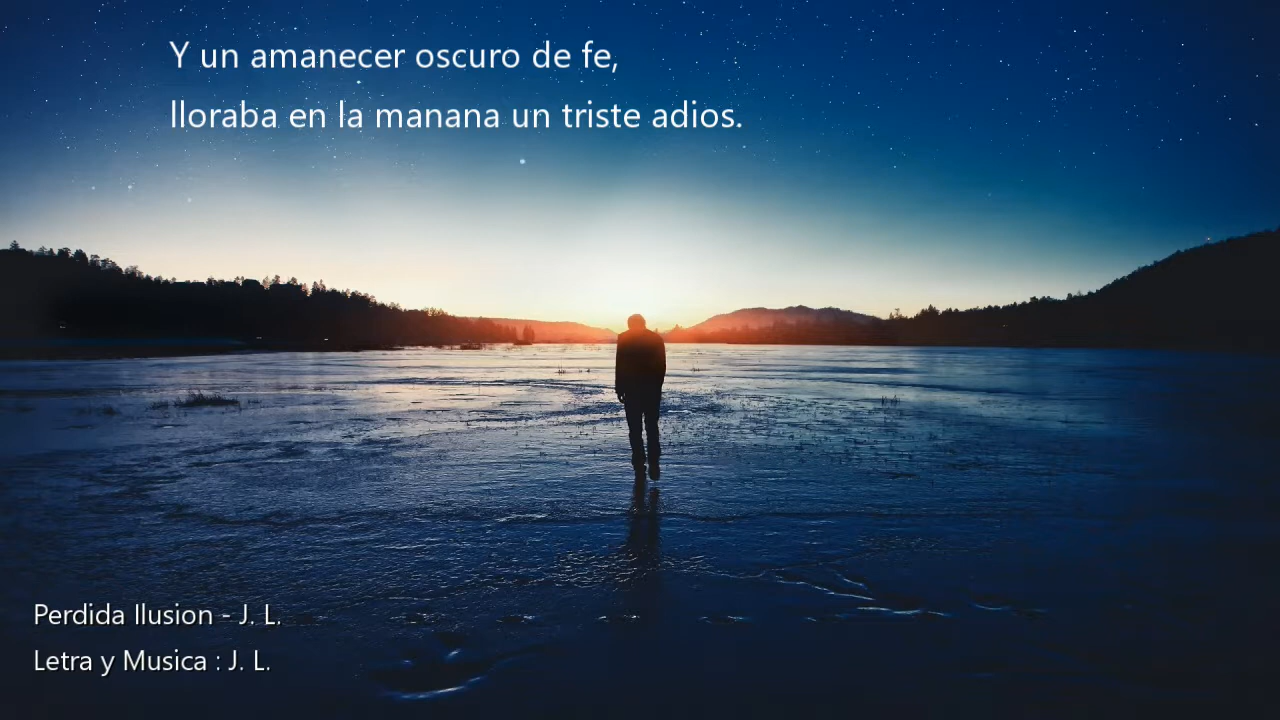 Y un amanecer oscuro de fe,
lloraba en la manana un triste adios.
Perdida Ilusion - J. L.
Letra y Musica : J. L.